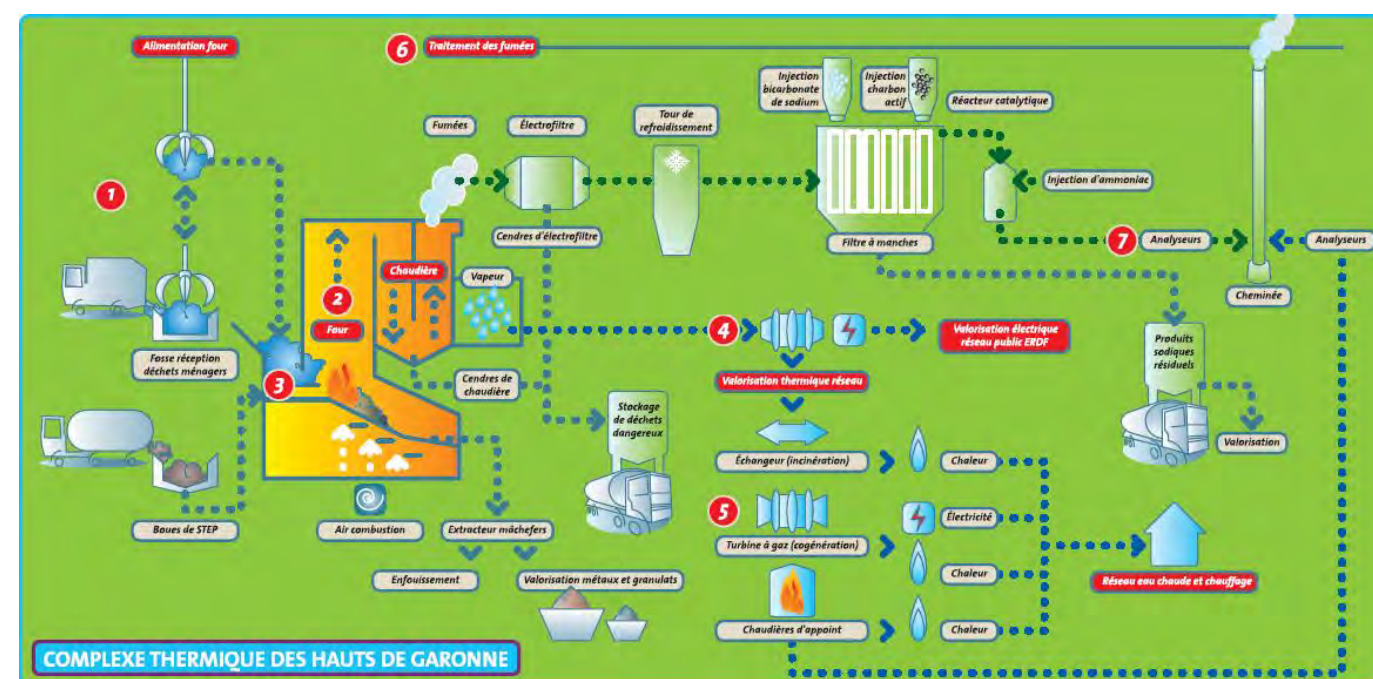 Alimentation four
6
Traitement des fumées
Injection
bicarbonate
de sodium
Injection
charbon
actif
Réacteur catalytique
Fumées
Électrofiltre
Tour de
refroidissement
1
Injection d'ammoniac
Cendres d'électrofiltre
Filtre à manches
7
Analyseurs
Analyseurs
Chaudière
Vapeur
2
Four
Cheminée
4
Valorisation électrique
réseau public ERDF
Produits
sodiques
résiduels
Fosse réception
déchets ménagers
3
Cendres de
chaudière
Valorisation thermique réseau
Stockage
de déchets
dangereux
Valorisation
Échangeur (incinération)
Chaleur
5
Électricité
Boues de STEP
Air combustion
Extracteur mâchefers
Turbine à gaz (cogénération)
Enfouissement
Valorisation métaux et granulats
Chaleur
Réseau eau chaude et chauffage
Chaudières d'appoint
Chaleur
COMPLEXE THERMIQUE DES HAUTS DE GARONNE